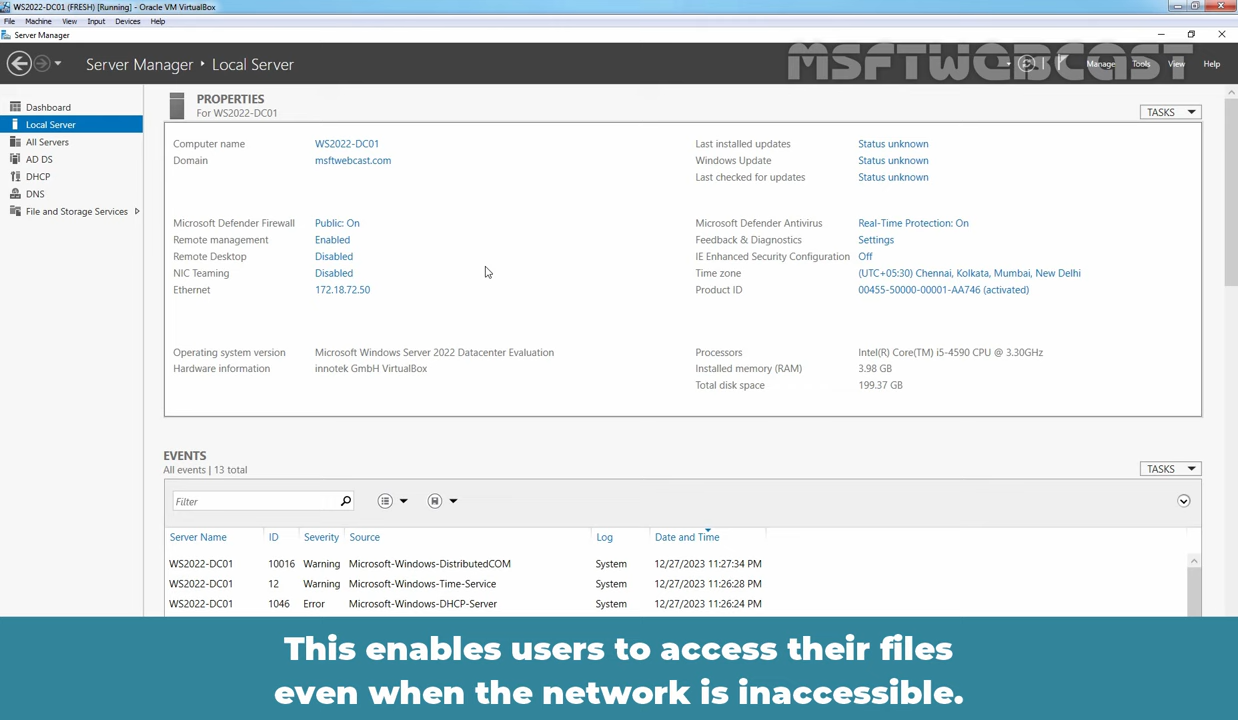 WS2022-DC01 (FRESH) [Running] - Oracle VM VirtualBox
File Machine View Input Devices Help
Server Manager
Server Manager ‣ Local Server
MSFTWEBCAST
Manage Tools View Help
Dashboard
Local Server
All Servers
AD DS
DHCP
DNS
File and Storage Services
PROPERTIES
For WS2022-DC01
TASKS
Computer name WS2022-DC01
Domain msftwebcast.com
Last installed updates Status unknown
Windows Update Status unknown
Last checked for updates Status unknown
Microsoft Defender Firewall Public: On
Remote management Enabled
Remote Desktop Disabled
NIC Teaming Disabled
Ethernet 172.18.72.50
Microsoft Defender Antivirus Real-Time Protection: On
Feedback & Diagnostics Settings
IE Enhanced Security Configuration Off
Time zone (UTC+05:30) Chennai, Kolkata, Mumbai, New Delhi
Product ID 00455-50000-00001-AA746 (activated)
Operating system version Microsoft Windows Server 2022 Datacenter Evaluation
Hardware information innotek GmbH VirtualBox
Processors Intel(R) Core(TM) i5-4590 CPU @ 3.30GHz
Installed memory (RAM) 3.98 GB
Total disk space 199.37 GB
EVENTS
All events | 13 total
TASKS
Filter
Server Name ID Severity Source Log Date and Time
WS2022-DC01 10016 Warning Microsoft-Windows-DistributedCOM System 12/27/2023 11:27:34 PM
WS2022-DC01 12 Warning Microsoft-Windows-Time-Service System 12/27/2023 11:26:28 PM
WS2022-DC01 1046 Error Microsoft-Windows-DHCP-Server System 12/27/2023 11:26:24 PM
This enables users to access their files
even when the network is inaccessible.